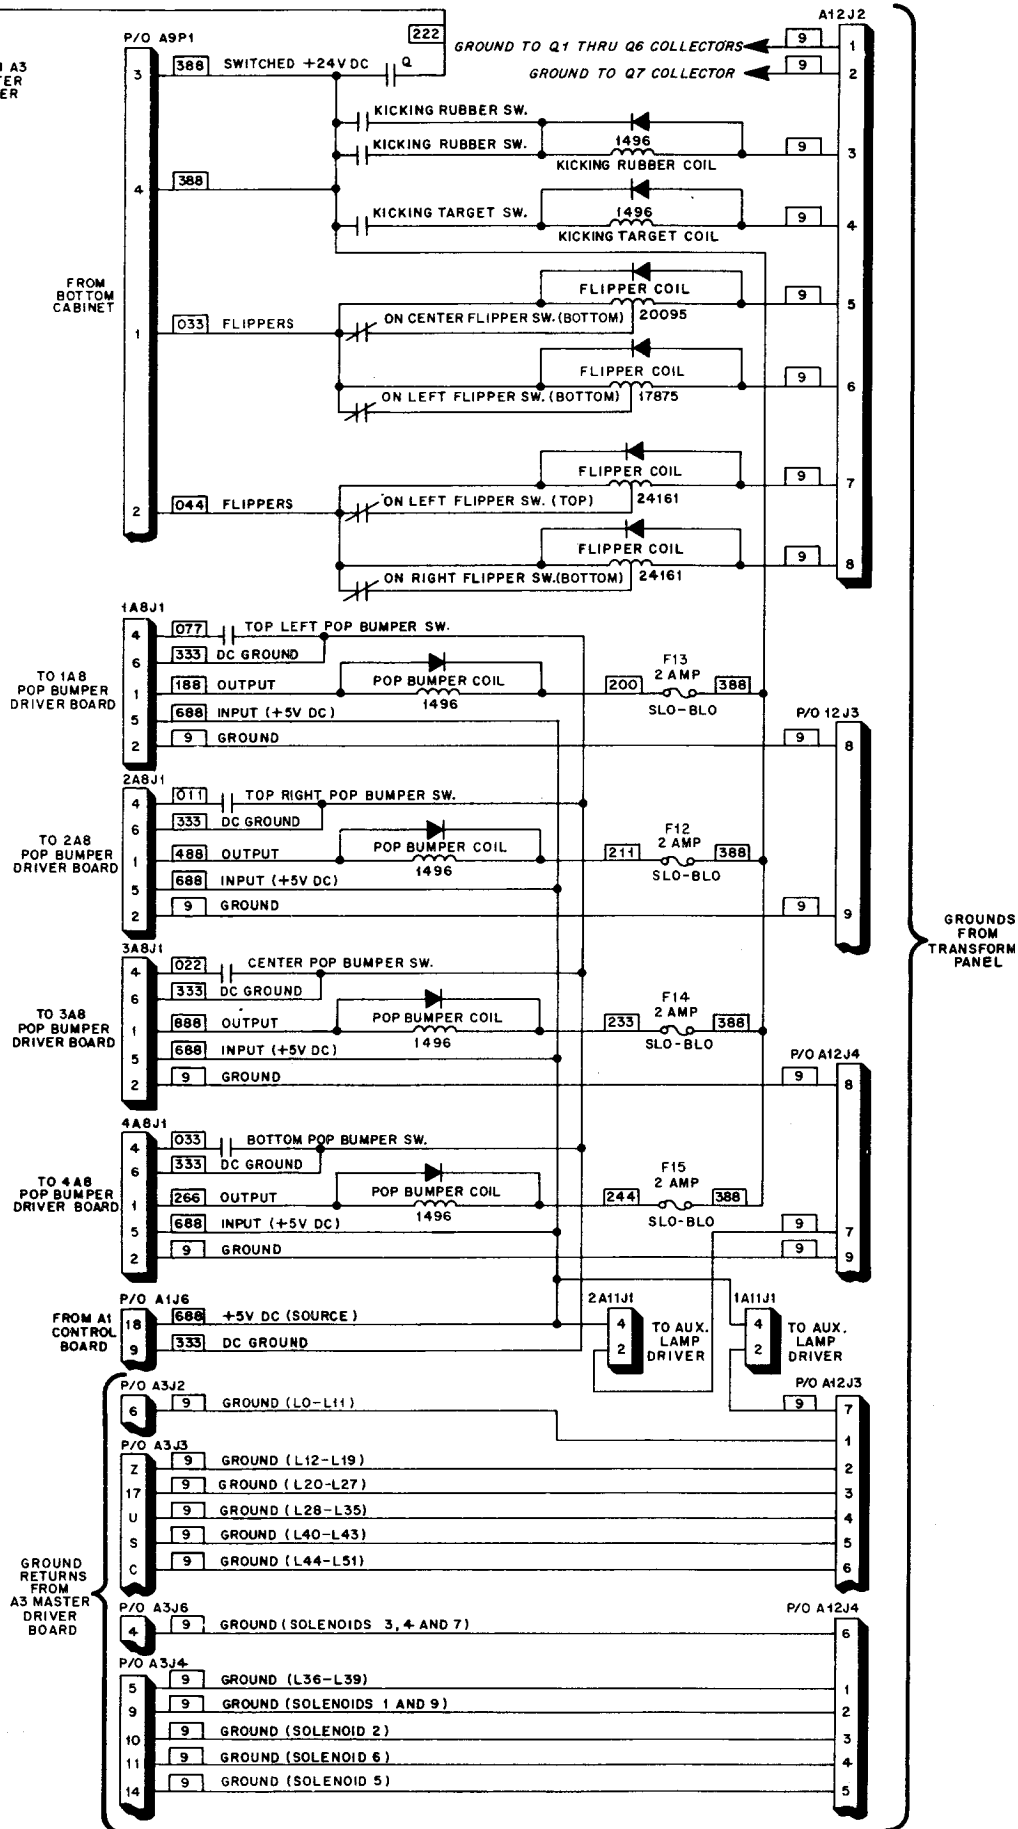 A12J2
P/O A9P1
222
9
GROUND TO Q1 THRU Q6 COLLECTORS
1
A3
3
388
SWITCHED +24V DC
Q
9
GROUND TO Q7 COLLECTOR
2
KICKING RUBBER SW.
KICKING RUBBER SW.
1496
KICKING RUBBER COIL
9
3
4
388
KICKING TARGET SW.
1496
KICKING TARGET COIL
9
4
FROM
BOTTOM
CABINET
FLIPPER COIL
20095
9
5
1
033
FLIPPERS
ON CENTER FLIPPER SW.(BOTTOM)
FLIPPER COIL
17875
9
6
ON LEFT FLIPPER SW.(BOTTOM)
FLIPPER COIL
24161
9
7
2
044
FLIPPERS
ON LEFT FLIPPER SW. (TOP)
FLIPPER COIL
24161
9
8
ON RIGHT FLIPPER SW.(BOTTOM)
1A8J1
4
077
TOP LEFT POP BUMPER SW.
6
333
DC GROUND
TO 1A8
POP BUMPER
DRIVER BOARD
1
188
OUTPUT
POP BUMPER COIL
1496
200
F13
2 AMP
SLO-BLO
388
5
688
INPUT (+5V DC)
P/O 12J3
2
9
GROUND
9
8
2A8J1
4
011
TOP RIGHT POP BUMPER SW.
6
333
DC GROUND
TO 2A8
POP BUMPER
DRIVER BOARD
1
488
OUTPUT
POP BUMPER COIL
1496
211
F12
2 AMP
SLO-BLO
388
5
688
INPUT (+5V DC)
2
9
GROUND
9
9
GROUNDS
FROM
TRANSFORM
PANEL
3A8J1
4
022
CENTER POP BUMPER SW.
6
333
DC GROUND
TO 3A8
POP BUMPER
DRIVER BOARD
1
888
OUTPUT
POP BUMPER COIL
1496
233
F14
2 AMP
SLO-BLO
388
5
688
INPUT (+5V DC)
P/O A12J4
2
9
GROUND
9
8
4A8J1
4
033
BOTTOM POP BUMPER SW.
6
333
DC GROUND
TO 4A8
POP BUMPER
DRIVER BOARD
1
266
OUTPUT
POP BUMPER COIL
1496
244
F15
2 AMP
SLO-BLO
388
5
688
INPUT (+5V DC)
9
7
2
9
GROUND
9
9
P/O A1J6
2A11J1
1A11J1
FROM A1
CONTROL
BOARD
18
688
+5V DC (SOURCE)
9
333
DC GROUND
4
2
TO AUX.
LAMP
DRIVER
4
2
TO AUX.
LAMP
DRIVER
P/O A3J2
P/O A12J3
6
9
GROUND (L0-L11)
9
7
1
P/O A3J3
Z
9
GROUND (L12-L19)
2
17
9
GROUND (L20-L27)
3
U
9
GROUND (L28-L35)
4
S
9
GROUND (L40-L43)
5
C
9
GROUND (L44-L51)
6
GROUND
RETURNS
FROM
A3 MASTER
DRIVER
BOARD
P/O A3J6
P/O A12J4
4
9
GROUND (SOLENOIDS 3, 4 AND 7)
6
P/O A3J4
5
9
GROUND (L36-L39)
1
9
9
GROUND (SOLENOIDS 1 AND 9)
2
10
9
GROUND (SOLENOID 2)
3
11
9
GROUND (SOLENOID 6)
4
14
9
GROUND (SOLENOID 5)
5